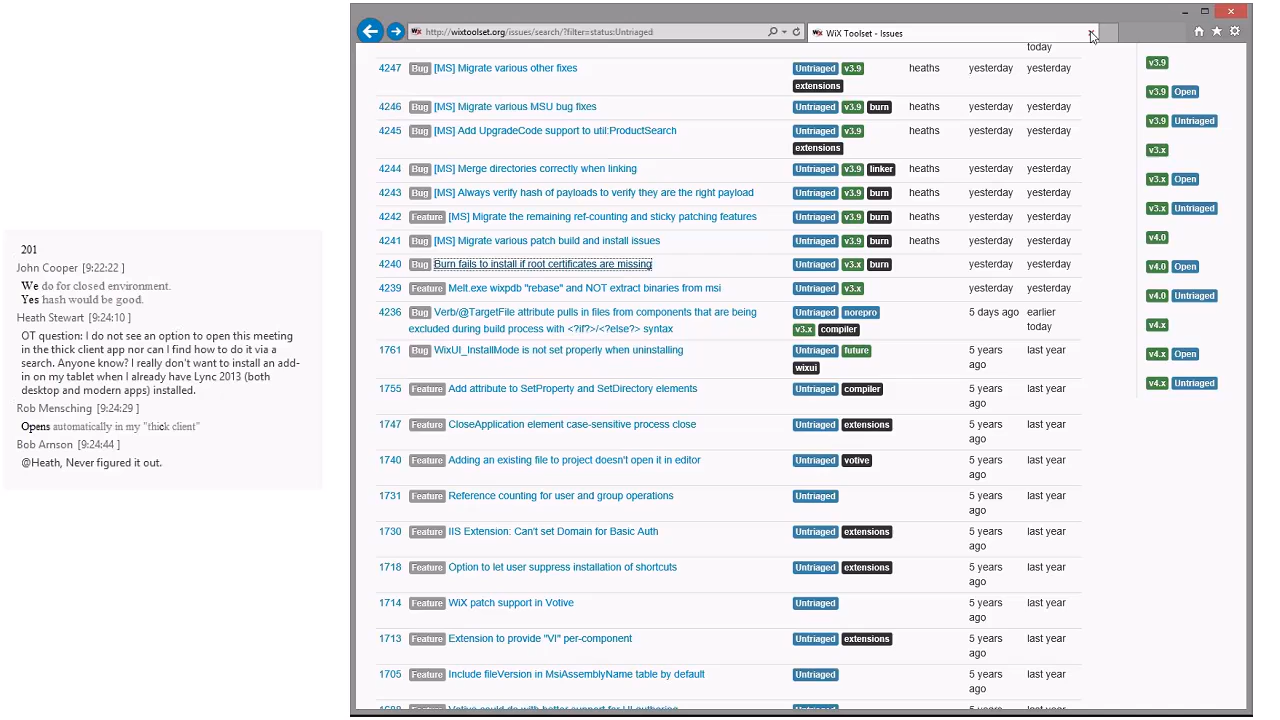 201
John Cooper [9:22:22 ]
We do for closed environment.
Yes hash would be good.
Heath Stewart [9:24:10 ]
OT question: I do not see an option to open this meeting
in the thick client app nor can I find how to do it via a
search. Anyone know? I really don't want to install an add-
in on my tablet when I already have Lync 2013 (both
desktop and modern apps) installed.
Rob Mensching [9:24:29 ]
Opens automatically in my "thick client"
Bob Arnson [9:24:44 ]
@Heath, Never figured it out.
http://wixtoolset.org/issues/search/?filter=status:Untriaged
WiX Toolset - Issues
today
4247 Bug [MS] Migrate various other fixes Untriaged v3.9 heaths yesterday yesterday
extensions
4246 Bug [MS] Migrate various MSU bug fixes Untriaged v3.9 burn heaths yesterday yesterday
4245 Bug [MS] Add UpgradeCode support to util:ProductSearch Untriaged v3.9 heaths yesterday yesterday
extensions
4244 Bug [MS] Merge directories correctly when linking Untriaged v3.9 linker heaths yesterday yesterday
4243 Bug [MS] Always verify hash of payloads to verify they are the right payload Untriaged v3.9 burn heaths yesterday yesterday
4242 Feature [MS] Migrate the remaining ref-counting and sticky patching features Untriaged v3.9 burn heaths yesterday yesterday
4241 Bug [MS] Migrate various patch build and install issues Untriaged v3.9 burn heaths yesterday yesterday
4240 Bug Burn fails to install if root certificates are missing Untriaged v3.x burn yesterday yesterday
4239 Feature Melt.exe wixpdb "rebase" and NOT extract binaries from msi Untriaged v3.x yesterday yesterday
4236 Bug Verb/@TargetFile attribute pulls in files from components that are being Untriaged norepro 5 days ago earlier
excluded during build process with <?if?>/<?else?> syntax v3.x compiler today
1761 Bug WixUI_InstallMode is not set properly when uninstalling Untriaged future 5 years last year
wixui ago
1755 Feature Add attribute to SetProperty and SetDirectory elements Untriaged compiler 5 years last year
ago
1747 Feature CloseApplication element case-sensitive process close Untriaged extensions 5 years last year
ago
1740 Feature Adding an existing file to project doesn't open it in editor Untriaged votive 5 years last year
ago
1731 Feature Reference counting for user and group operations Untriaged 5 years last year
ago
1730 Feature IIS Extension: Can't set Domain for Basic Auth Untriaged extensions 5 years last year
ago
1718 Feature Option to let user suppress installation of shortcuts Untriaged extensions 5 years last year
ago
1714 Feature WiX patch support in Votive Untriaged 5 years last year
ago
1713 Feature Extension to provide "VI" per-component Untriaged extensions 5 years last year
ago
1705 Feature Include fileVersion in MsiAssemblyName table by default Untriaged 5 years last year
ago
v3.9
v3.9 Open
v3.9 Untriaged
v3.x
v3.x Open
v3.x Untriaged
v4.0
v4.0 Open
v4.0 Untriaged
v4.x
v4.x Open
v4.x Untriaged